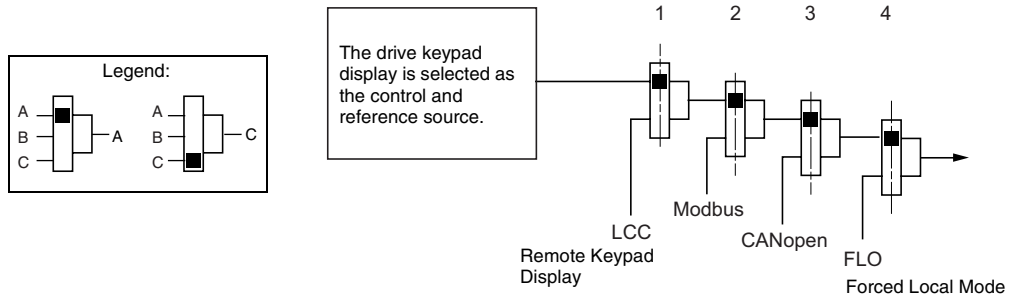 Legend:
A
B
C
A
A
B
C
C
The drive keypad
display is selected as
the control and
reference source.
1 2 3 4
LCC
Remote Keypad
Display
Modbus
CANopen
FLO
Forced Local Mode